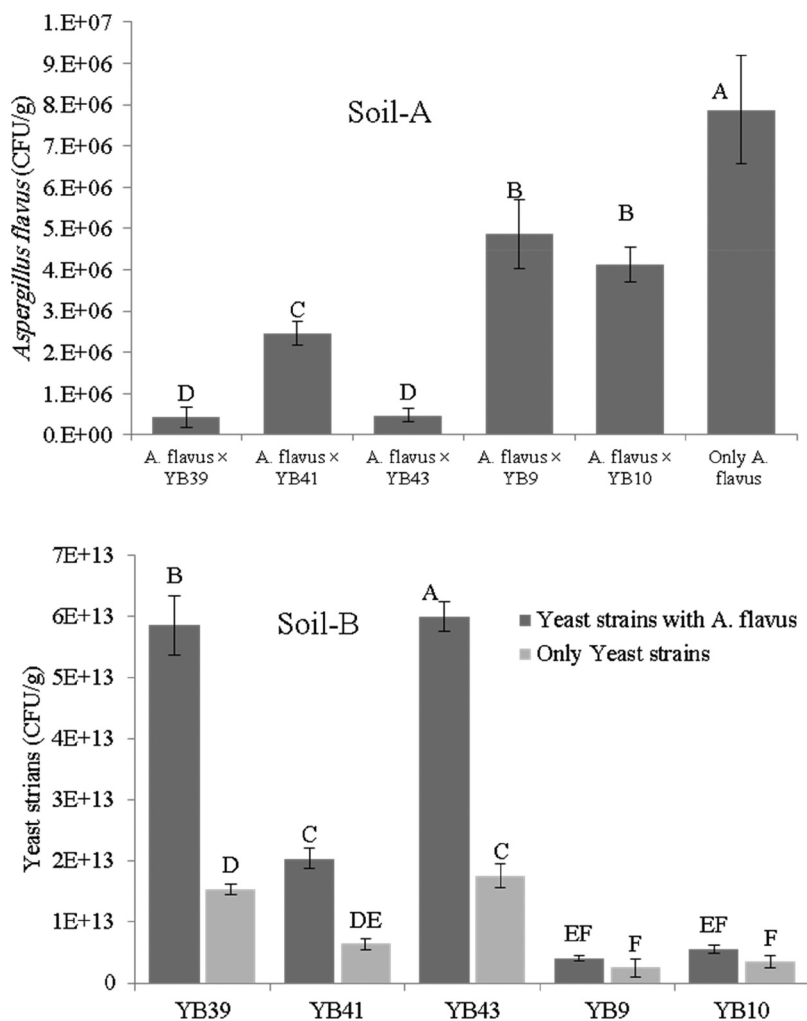 1.E+07
9.E+06
8.E+06
7.E+06
6.E+06
5.E+06
4.E+06
3.E+06
2.E+06
1.E+06
0.E+00
Aspergillus flavus (CFU/g)
Soil-A
D
C
D
B
B
A
A. flavus × YB39
A. flavus × YB41
A. flavus × YB43
A. flavus × YB9
A. flavus × YB10
Only A. flavus
7E+13
6E+13
5E+13
4E+13
3E+13
2E+13
1E+13
0
Yeast strians (CFU/g)
Soil-B
Yeast strains with A. flavus
Only Yeast strains
B
D
C
DE
A
C
EF
F
EF
F
YB39
YB41
YB43
YB9
YB10